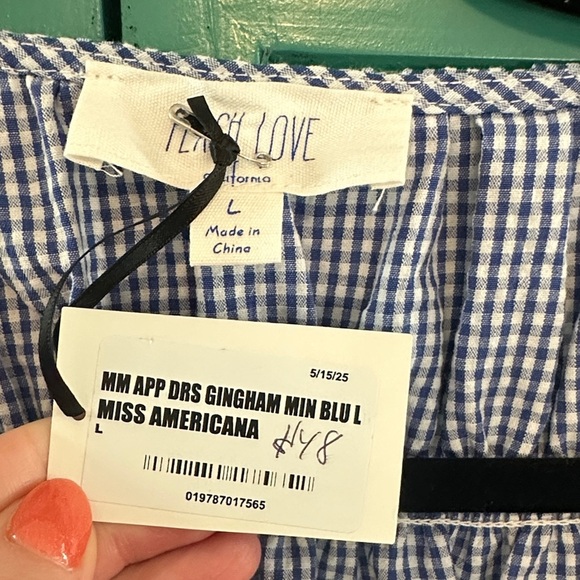 PEACH LOVE
California
L
Made in
China
5/15/25
MM APP DRS GINGHAM MIN BLU L
MISS AMERICANA
#48
L
019787017565